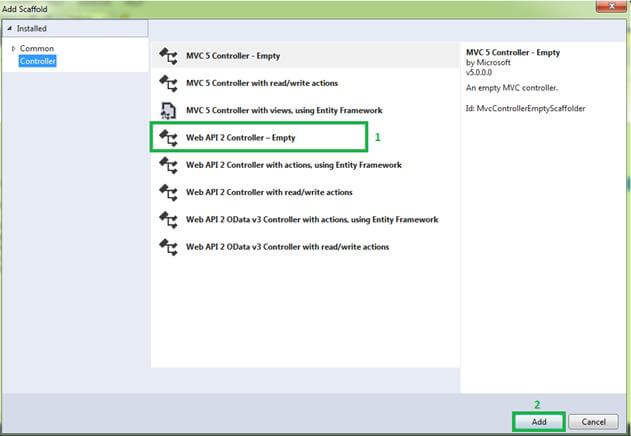 Add Scaffold
Installed
Common
Controller
MVC 5 Controller - Empty
MVC 5 Controller with read/write actions
MVC 5 Controller with views, using Entity Framework
Web API 2 Controller – Empty
1
Web API 2 Controller with actions, using Entity Framework
Web API 2 Controller with read/write actions
Web API 2 OData v3 Controller with actions, using Entity Framework
Web API 2 OData v3 Controller with read/write actions
MVC 5 Controller - Empty
by Microsoft
v5.0.0.0
An empty MVC controller.
Id: MvcControllerEmptyScaffolder
2
Add
Cancel